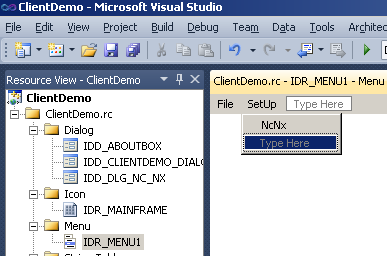 ClientDemo - Microsoft Visual Studio
File Edit View Project Build Debug Team Data Tools Architec
Resource View - ClientDemo
ClientDemo
ClientDemo.rc
Dialog
IDD_ABOUTBOX
IDD_CLIENTDEMO_DIALO
IDD_DLG_NC_NX
Icon
IDR_MAINFRAME
Menu
IDR_MENU1
ClientDemo.rc - IDR_MENU1 - Menu
File SetUp Type Here
NcNx
Type Here